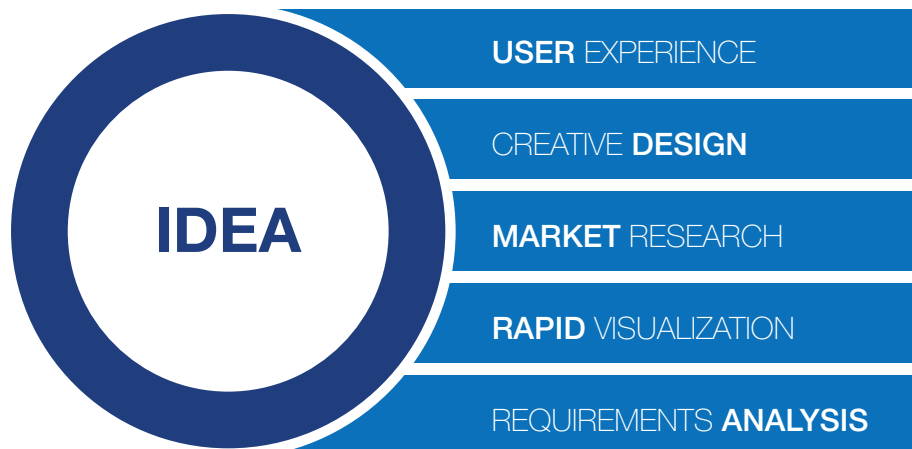 IDEA
USER EXPERIENCE
CREATIVE DESIGN
MARKET RESEARCH
RAPID VISUALIZATION
REQUIREMENTS ANALYSIS